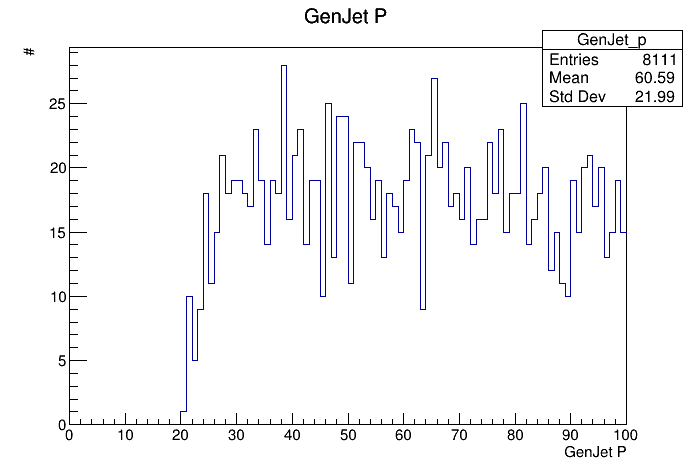 GenJet P
#
GenJet_p
Entries 8111
Mean 60.59
Std Dev 21.99
25
20
15
10
5
0
0 10 20 30 40 50 60 70 80 90 100
GenJet P